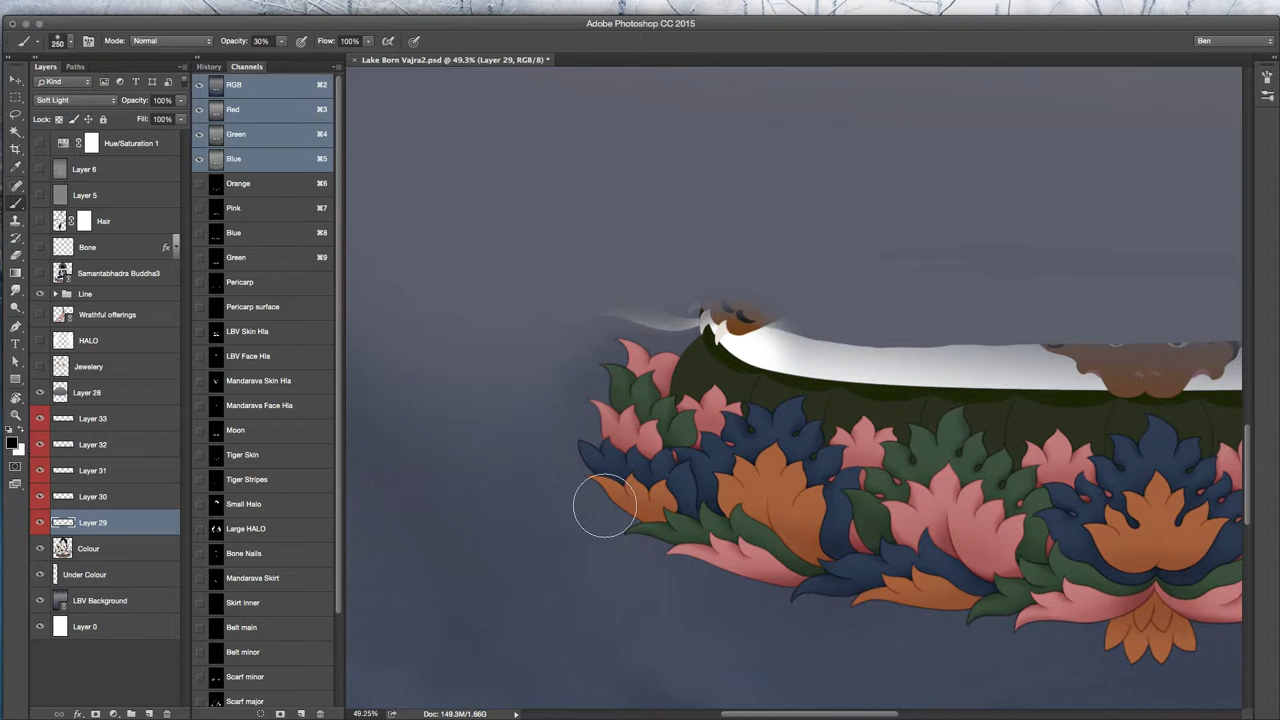 Adobe Photoshop CC 2015
250 Mode: Normal Opacity: 30% Flow: 100% Ben
Layers Paths History Channels × Lake Born Vajra2.psd @ 49.3% (Layer 29, RGB/8) *
Kind
Soft Light Opacity: 100%
Lock: Fill: 100%
Hue/Saturation 1
Layer 6
Layer 5
Hair
Bone fx
Samantabhadra Buddha3
Line
Wrathful offerings
HALO
Jewelery
Layer 28
Layer 33
Layer 32
Layer 31
Layer 30
Layer 29
Colour
Under Colour
LBV Background
Layer 0
RGB ⌘2
Red ⌘3
Green ⌘4
Blue ⌘5
Orange ⌘6
Pink ⌘7
Blue ⌘8
Green ⌘9
Pericarp
Pericarp surface
LBV Skin Hla
LBV Face Hla
Mandarava Skin Hla
Mandarava Face Hla
Moon
Tiger Skin
Tiger Stripes
Small Halo
Large HALO
Bone Nails
Mandarava Skirt
Skirt inner
Belt main
Belt minor
Scarf minor
Scarf major
fx
49.25% Doc: 149.3M/1.66G